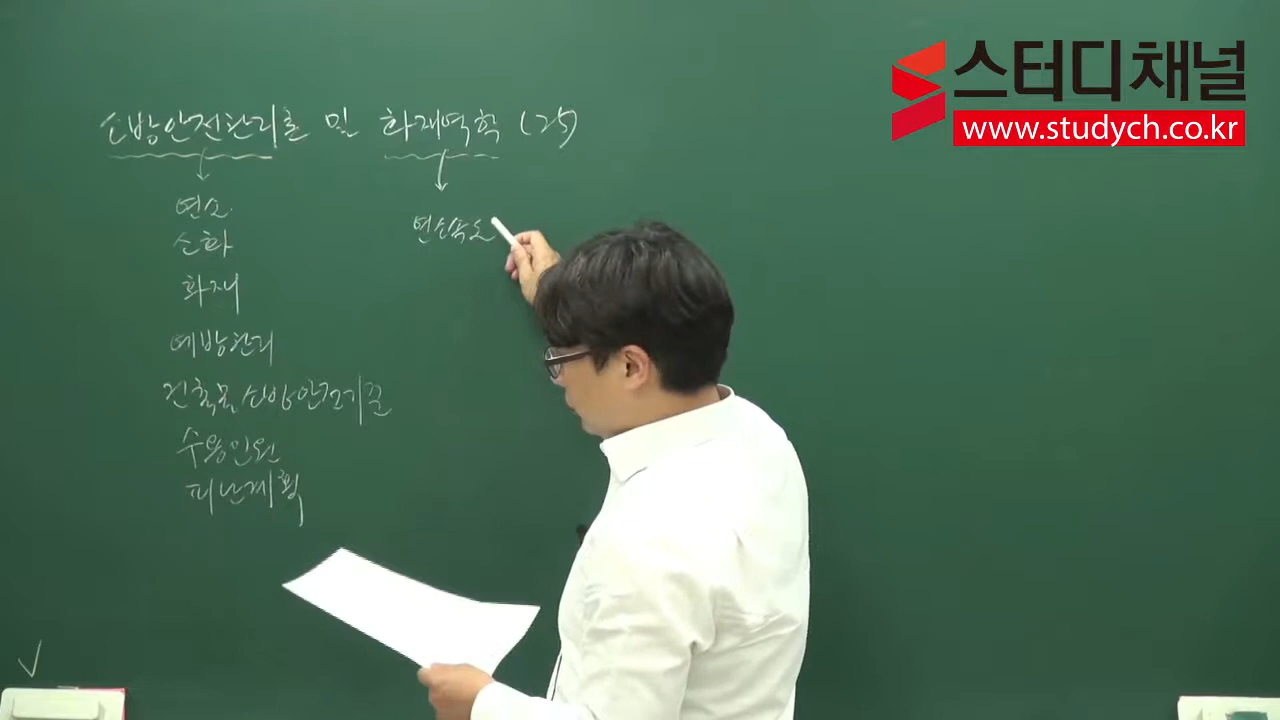 스터디채널
www.studych.co.kr
소방안전관리론 및 화재역학 (25)
연소
연소속도
소화
화재
예방관리
건축물 소방안전기준
수용인원
피난계획